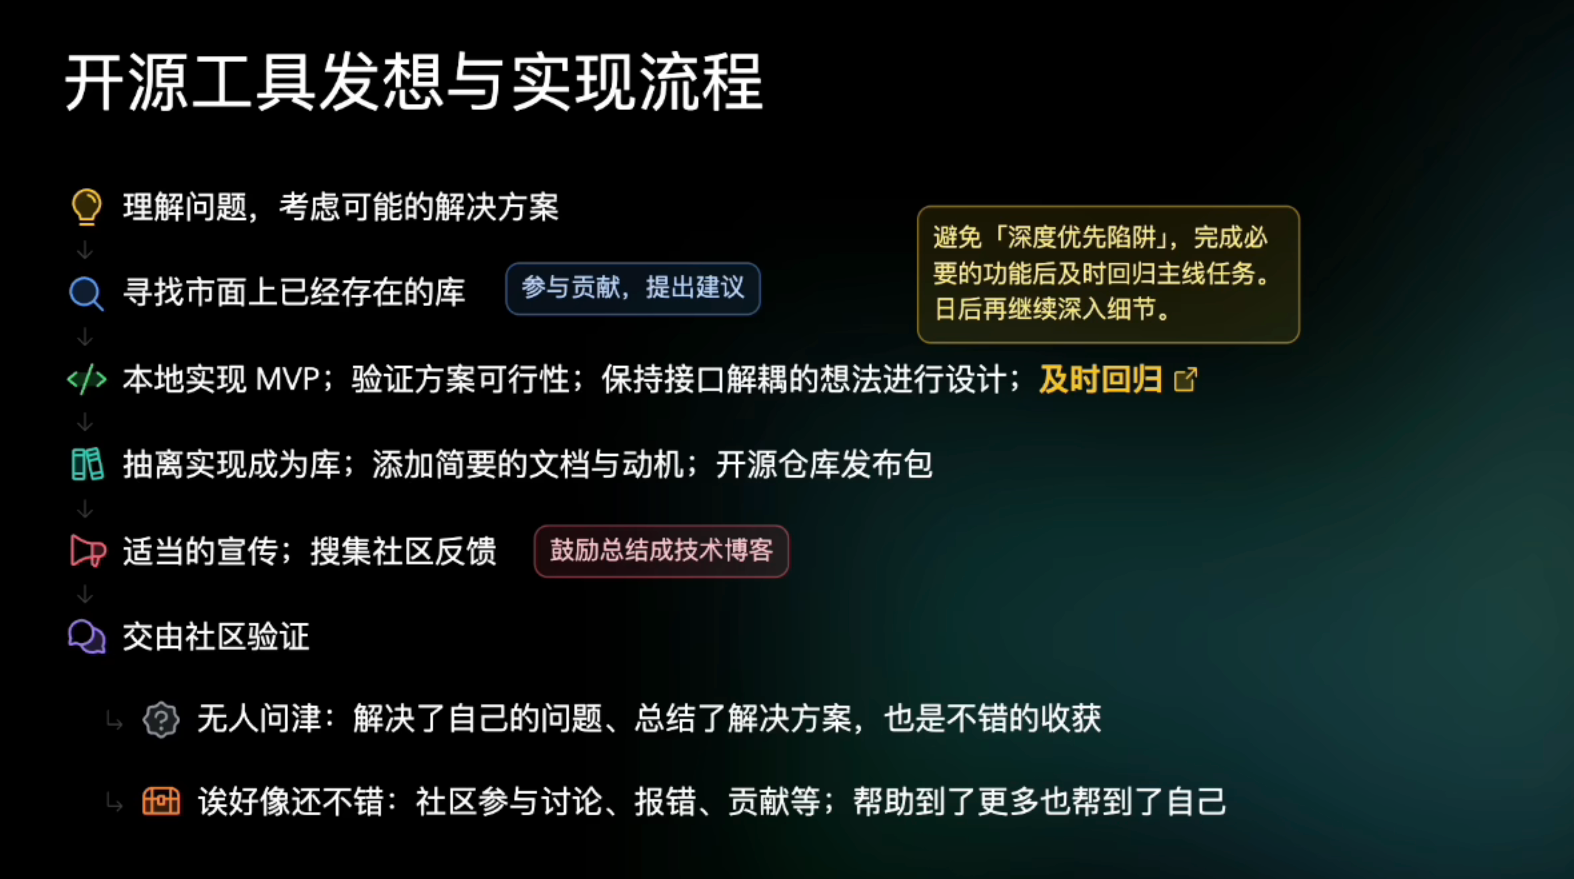 开源工具发想与实现流程
理解问题，考虑可能的解决方案
寻找市面上已经存在的库
参与贡献，提出建议
避免「深度优先陷阱」，完成必
要的功能后及时回归主线任务。
日后再继续深入细节。
本地实现 MVP；验证方案可行性；保持接口解耦的想法进行设计；及时回归
抽离实现成为库；添加简要的文档与动机；开源仓库发布包
适当的宣传；搜集社区反馈
鼓励总结成技术博客
交由社区验证
无人问津：解决了自己的问题、总结了解决方案，也是不错的收获
诶好像还不错：社区参与讨论、报错、贡献等；帮助到了更多也帮到了自己